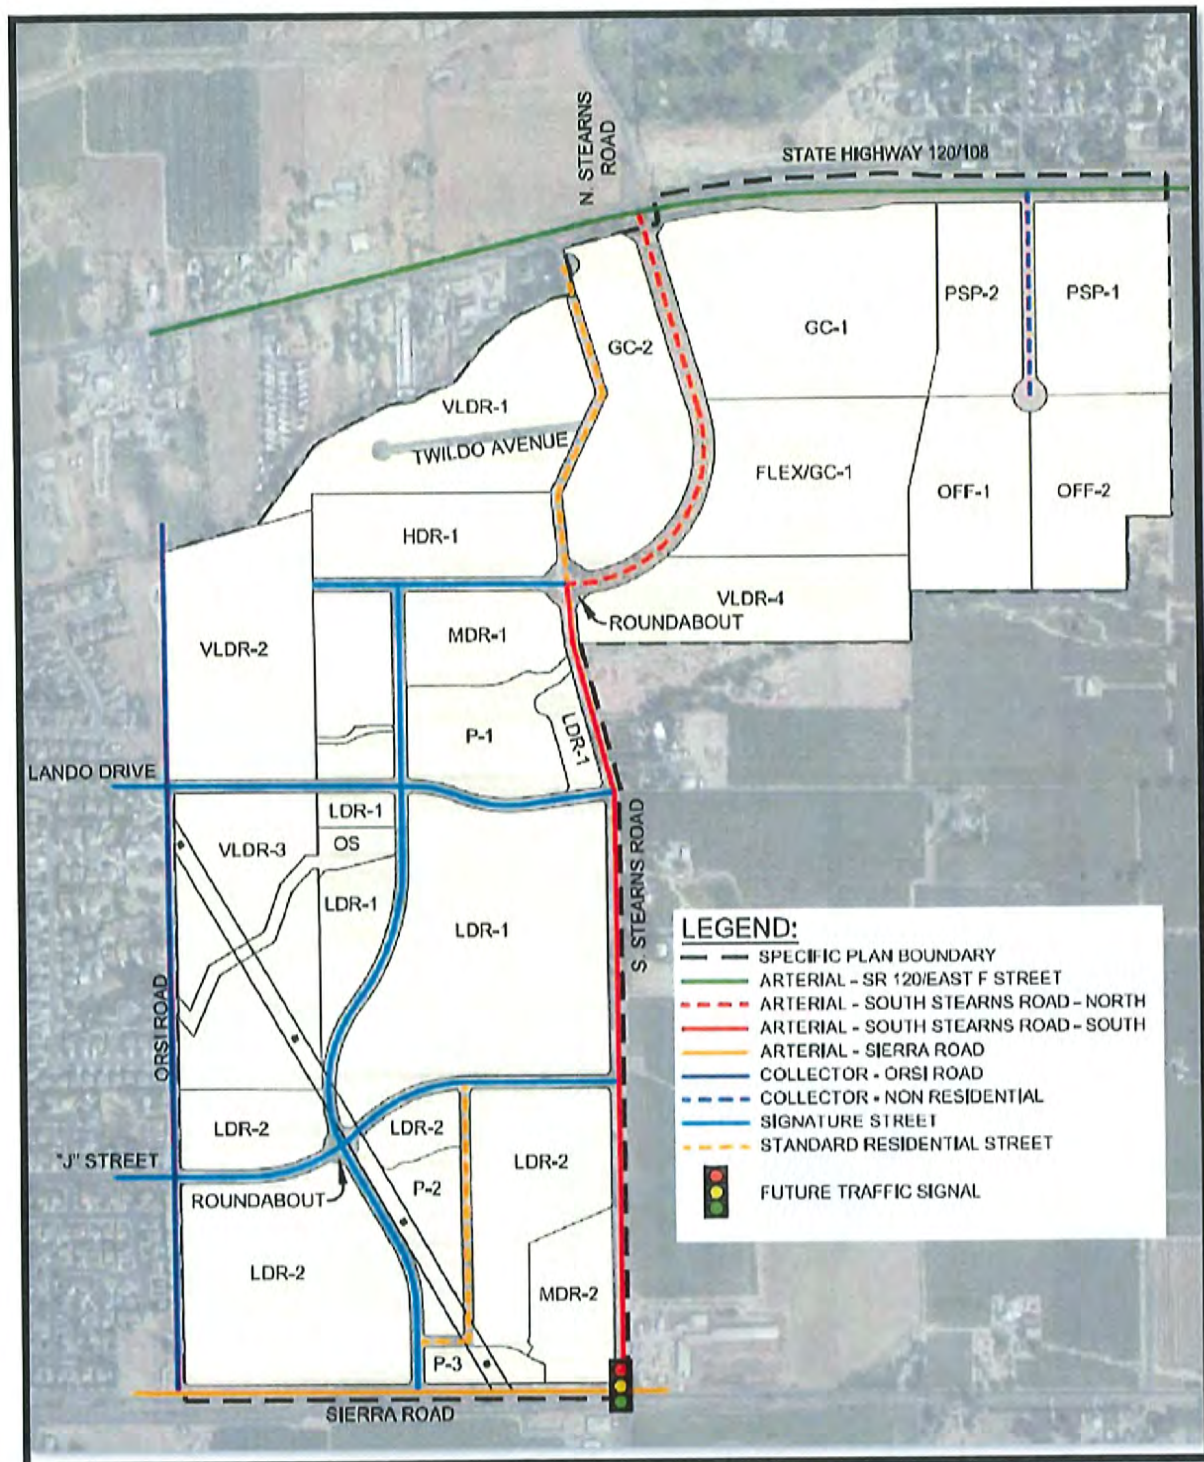 N. STEARNS
ROAD
STATE HIGHWAY 120/108
PSP-2
PSP-1
GC-1
GC-2
VLDR-1
TWILDO AVENUE
FLEX/GC-1
OFF-1
OFF-2
HDR-1
VLDR-4
ROUNDABOUT
MDR-1
VLDR-2
P-1
LDR-1
LANDO DRIVE
LDR-1
VLDR-3
OS
S. STEARNS ROAD
LDR-1
LDR-1
ORSI ROAD
LEGEND:
SPECIFIC PLAN BOUNDARY
ARTERIAL - SR 120/EAST F STREET
ARTERIAL - SOUTH STEARNS ROAD - NORTH
ARTERIAL - SOUTH STEARNS ROAD - SOUTH
ARTERIAL - SIERRA ROAD
COLLECTOR - ORSI ROAD
COLLECTOR - NON RESIDENTIAL
SIGNATURE STREET
STANDARD RESIDENTIAL STREET
FUTURE TRAFFIC SIGNAL
LDR-2
LDR-2
LDR-2
"J" STREET
ROUNDABOUT
P-2
LDR-2
MDR-2
P-3
SIERRA ROAD